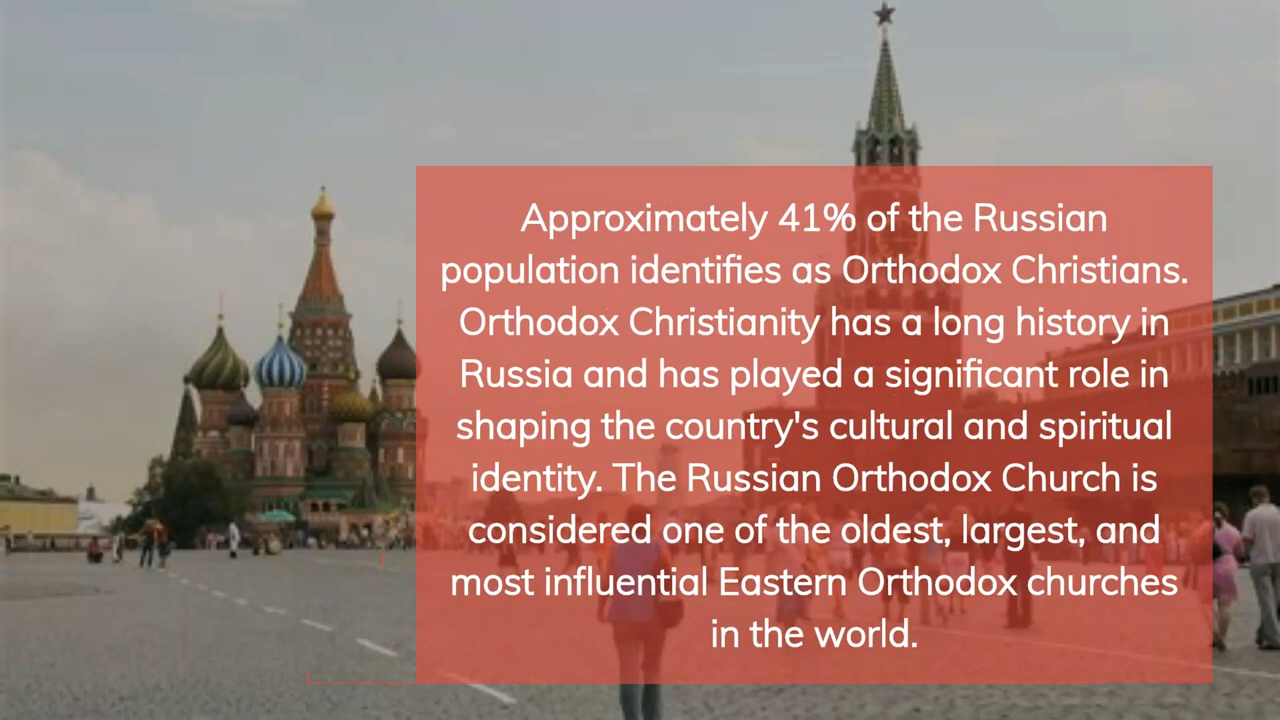 Approximately 41% of the Russian
population identifies as Orthodox Christians.
Orthodox Christianity has a long history in
Russia and has played a significant role in
shaping the country's cultural and spiritual
identity. The Russian Orthodox Church is
considered one of the oldest, largest, and
most influential Eastern Orthodox churches
in the world.